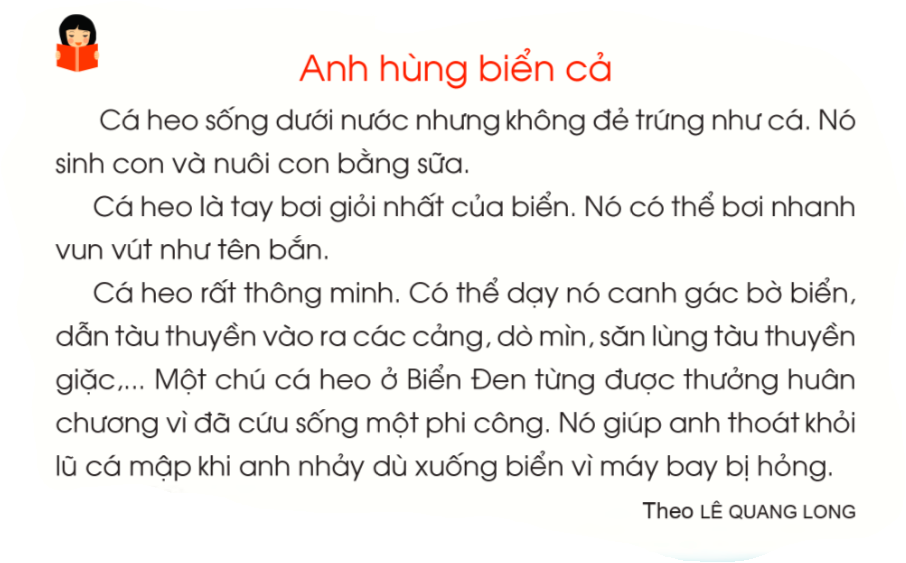 Anh hùng biển cả
Cá heo sống dưới nước nhưng không đẻ trứng như cá. Nó
sinh con và nuôi con bằng sữa.
Cá heo là tay bơi giỏi nhất của biển. Nó có thể bơi nhanh
vun vút như tên bắn.
Cá heo rất thông minh. Có thể dạy nó canh gác bờ biển,
dẫn tàu thuyền vào ra các cảng, dò mìn, săn lùng tàu thuyền
giặc,... Một chú cá heo ở Biển Đen từng được thưởng huân
chương vì đã cứu sống một phi công. Nó giúp anh thoát khỏi
lũ cá mập khi anh nhảy dù xuống biển vì máy bay bị hỏng.
Theo LÊ QUANG LONG